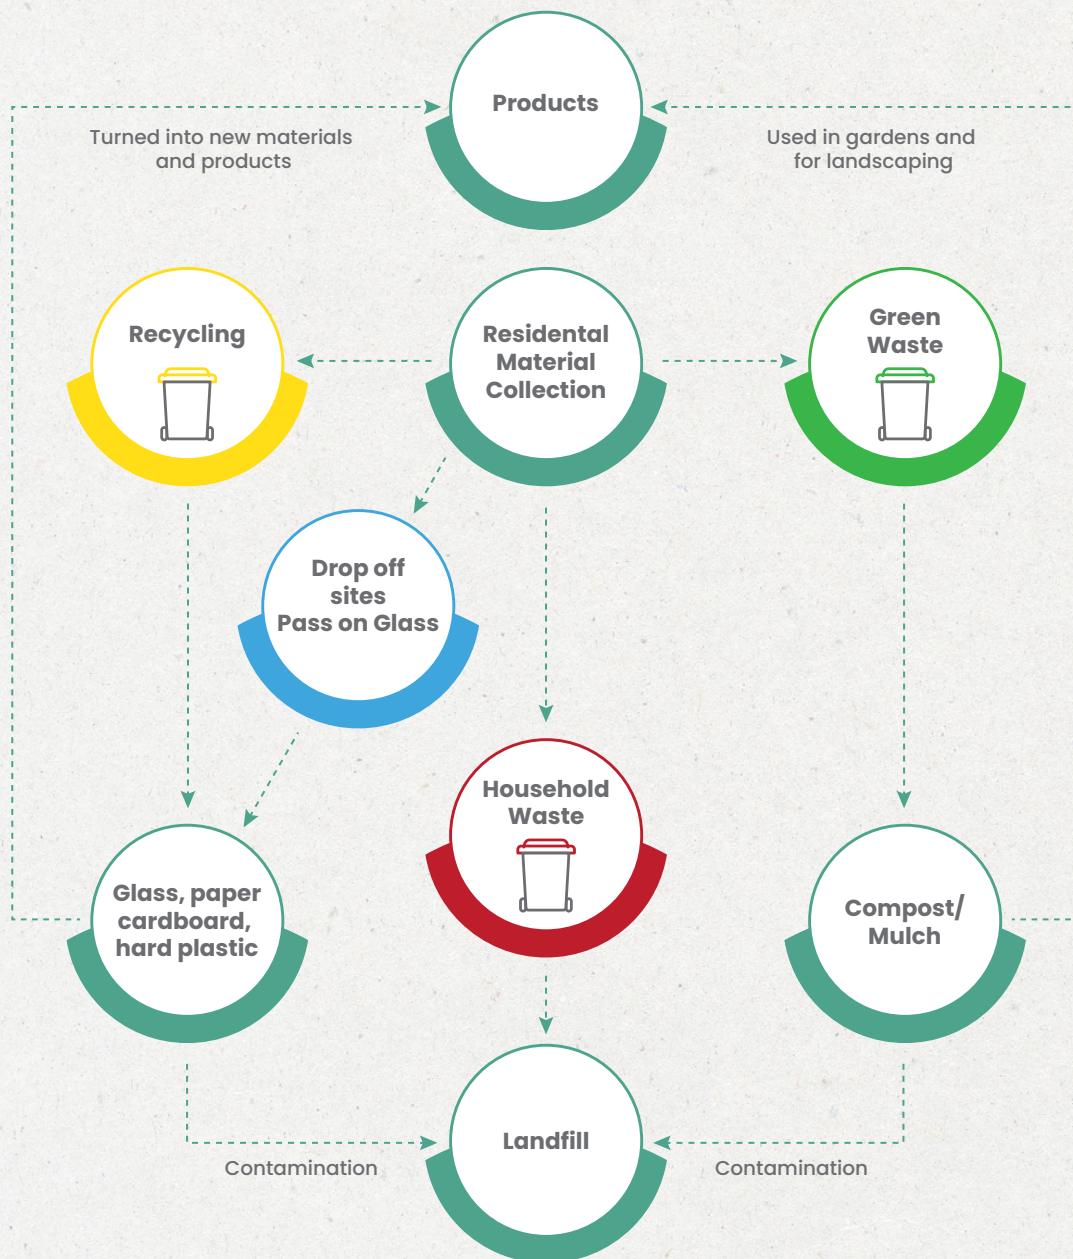 Products
Turned into new materials
and products
Used in gardens and
for landscaping
Recycling
Residental
Material
Collection
Green
Waste
Drop off
sites
Pass on Glass
Household
Waste
Glass, paper
cardboard,
hard plastic
Compost/
Mulch
Landfill
Contamination
Contamination